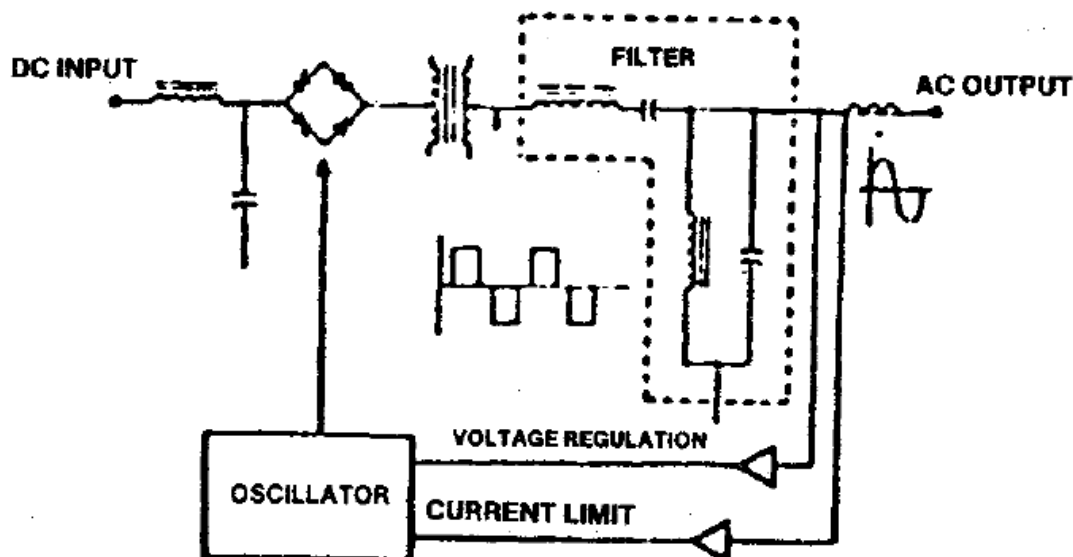 FILTER
DC INPUT
AC OUTPUT
VOLTAGE REGULATION
OSCILLATOR
CURRENT LIMIT